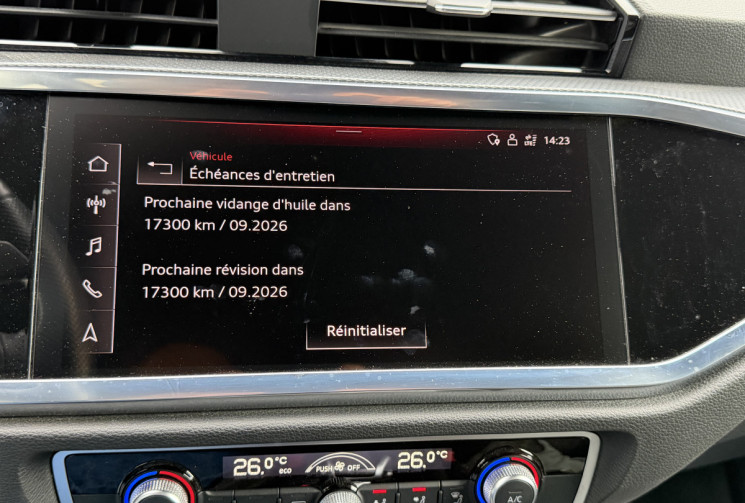 14:23
Véhicule
Échéances d'entretien
Prochaine vidange d'huile dans
17300 km / 09.2026
Prochaine révision dans
17300 km / 09.2026
Réinitialiser
26.0°C eco
PUSH OFF
26.0°C
A/C